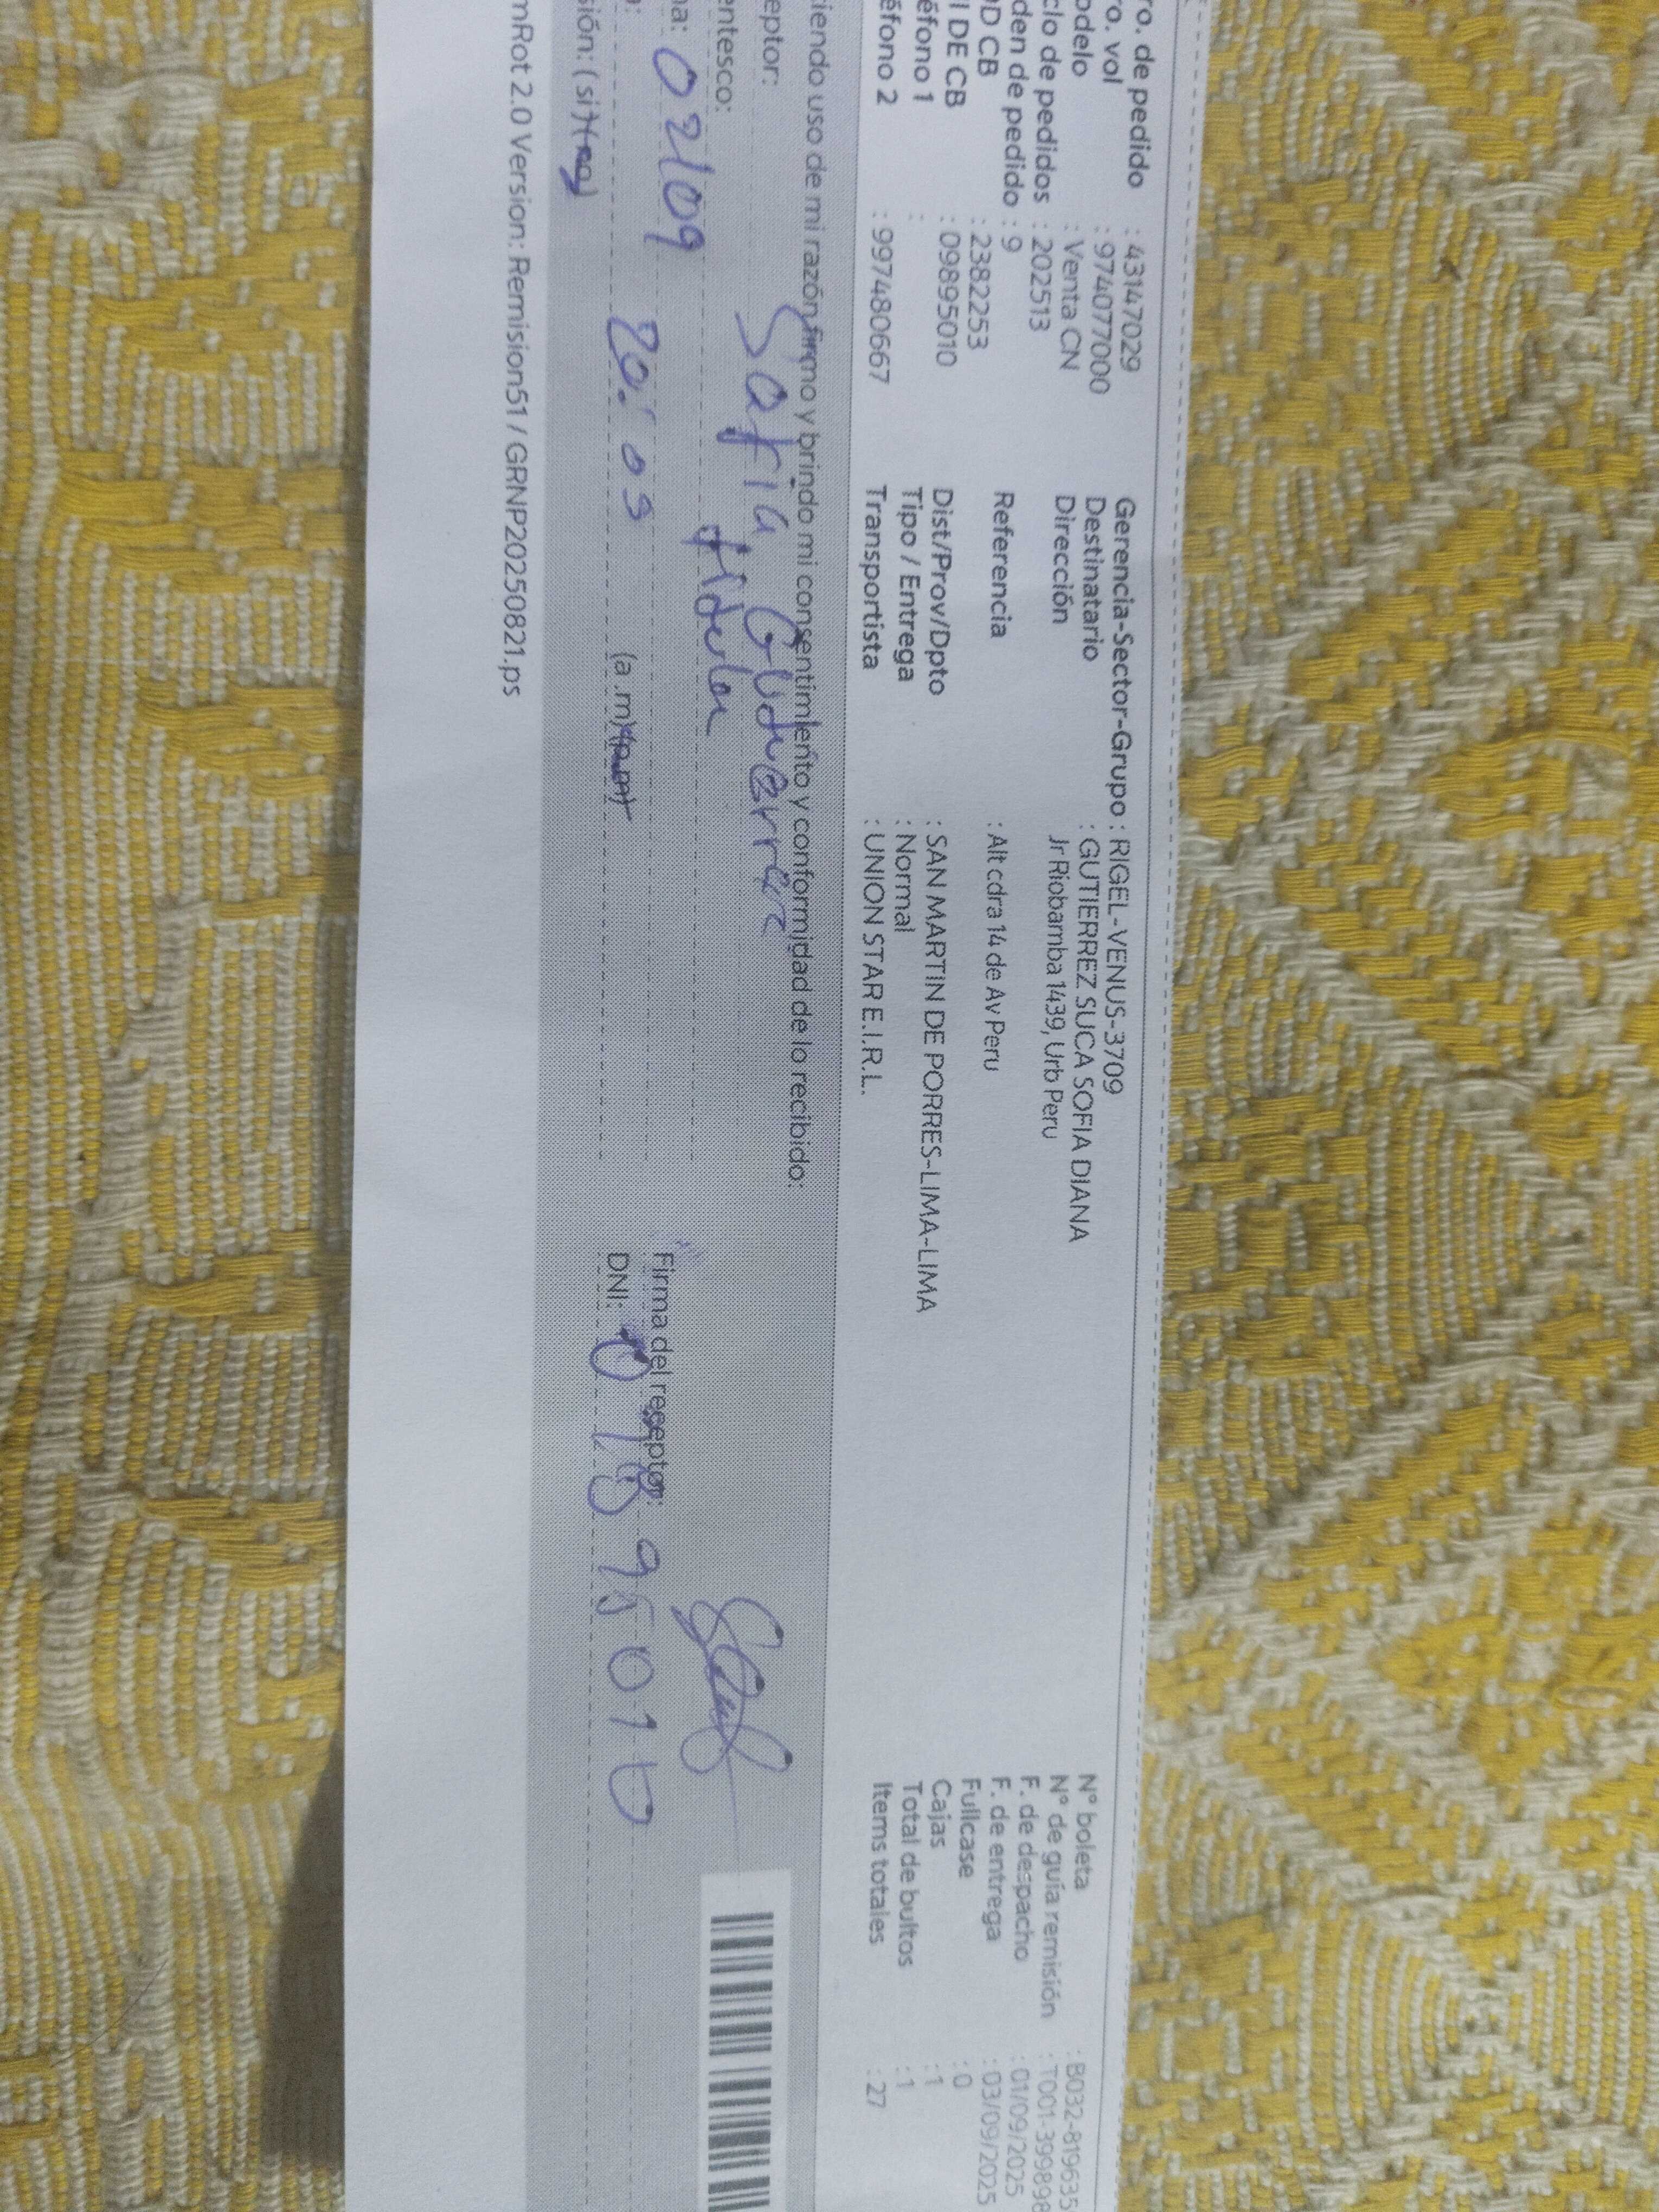 ro. de pedido : 43147029
ro. vol : 974077000
odelo : Venta CN
clo de pedidos : 202513
den de pedido : 9
D CB : 2382253
I DE CB : 09895010
éfono 1 :
éfono 2 : 997480667
Gerencia-Sector-Grupo : RIGEL-VENUS-3709
Destinatario : GUTIERREZ SUCA SOFIA DIANA
Dirección Jr Riobamba 1439, Urb Peru
Referencia : Alt cdra 14 de Av Peru
Dist/Prov/Dpto : SAN MARTIN DE PORRES-LIMA-LIMA
Tipo / Entrega : Normal
Transportista : UNION STAR E.I.R.L.
N° boleta : B032-819635
N° de guía remisión : T001-399898
F. de despacho : 01/09/2025
F. de entrega : 03/09/2025
Fullcase : 0
Cajas : 1
Total de bultos : 1
Items totales : 27
ciendo uso de mi razón firmo y brindo mi consentimiento y conformidad de lo recibido:
eptor: Sofia Gutierrez
entesco: titular
na: 02/09
: 20:09 (a.m) (p.m)
sión: (si) (no)
Firma del receptor:
DNI: 09895010
mRot 2.0 Version: Remision51 / GRNP20250821.ps